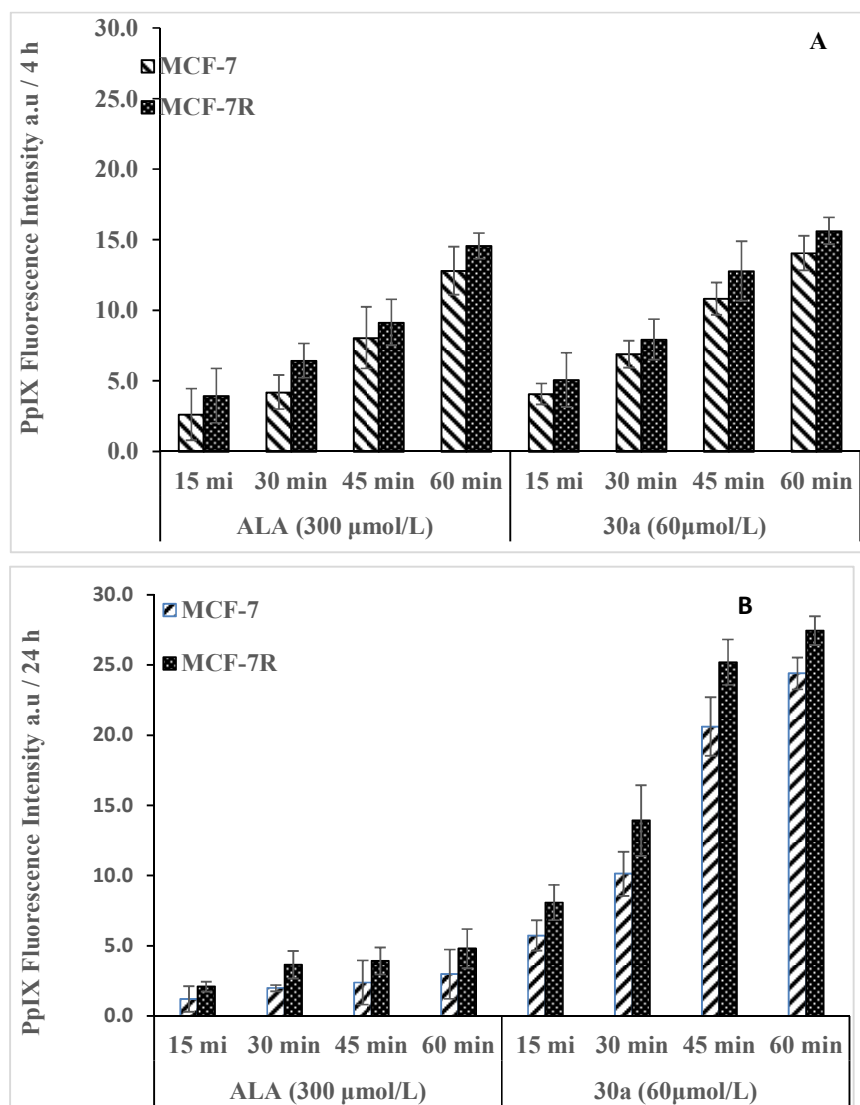 PpIX Fluorescence Intensity a.u / 4 h
30.0
25.0
20.0
15.0
10.0
5.0
0.0
A
MCF-7
MCF-7R
15 mi 30 min 45 min 60 min 15 mi 30 min 45 min 60 min
ALA (300 µmol/L) 30a (60µmol/L)
PpIX Fluorescence Intensity a.u / 24 h
30.0
25.0
20.0
15.0
10.0
5.0
0.0
B
MCF-7
MCF-7R
15 mi 30 min 45 min 60 min 15 mi 30 min 45 min 60 min
ALA (300 µmol/L) 30a (60µmol/L)